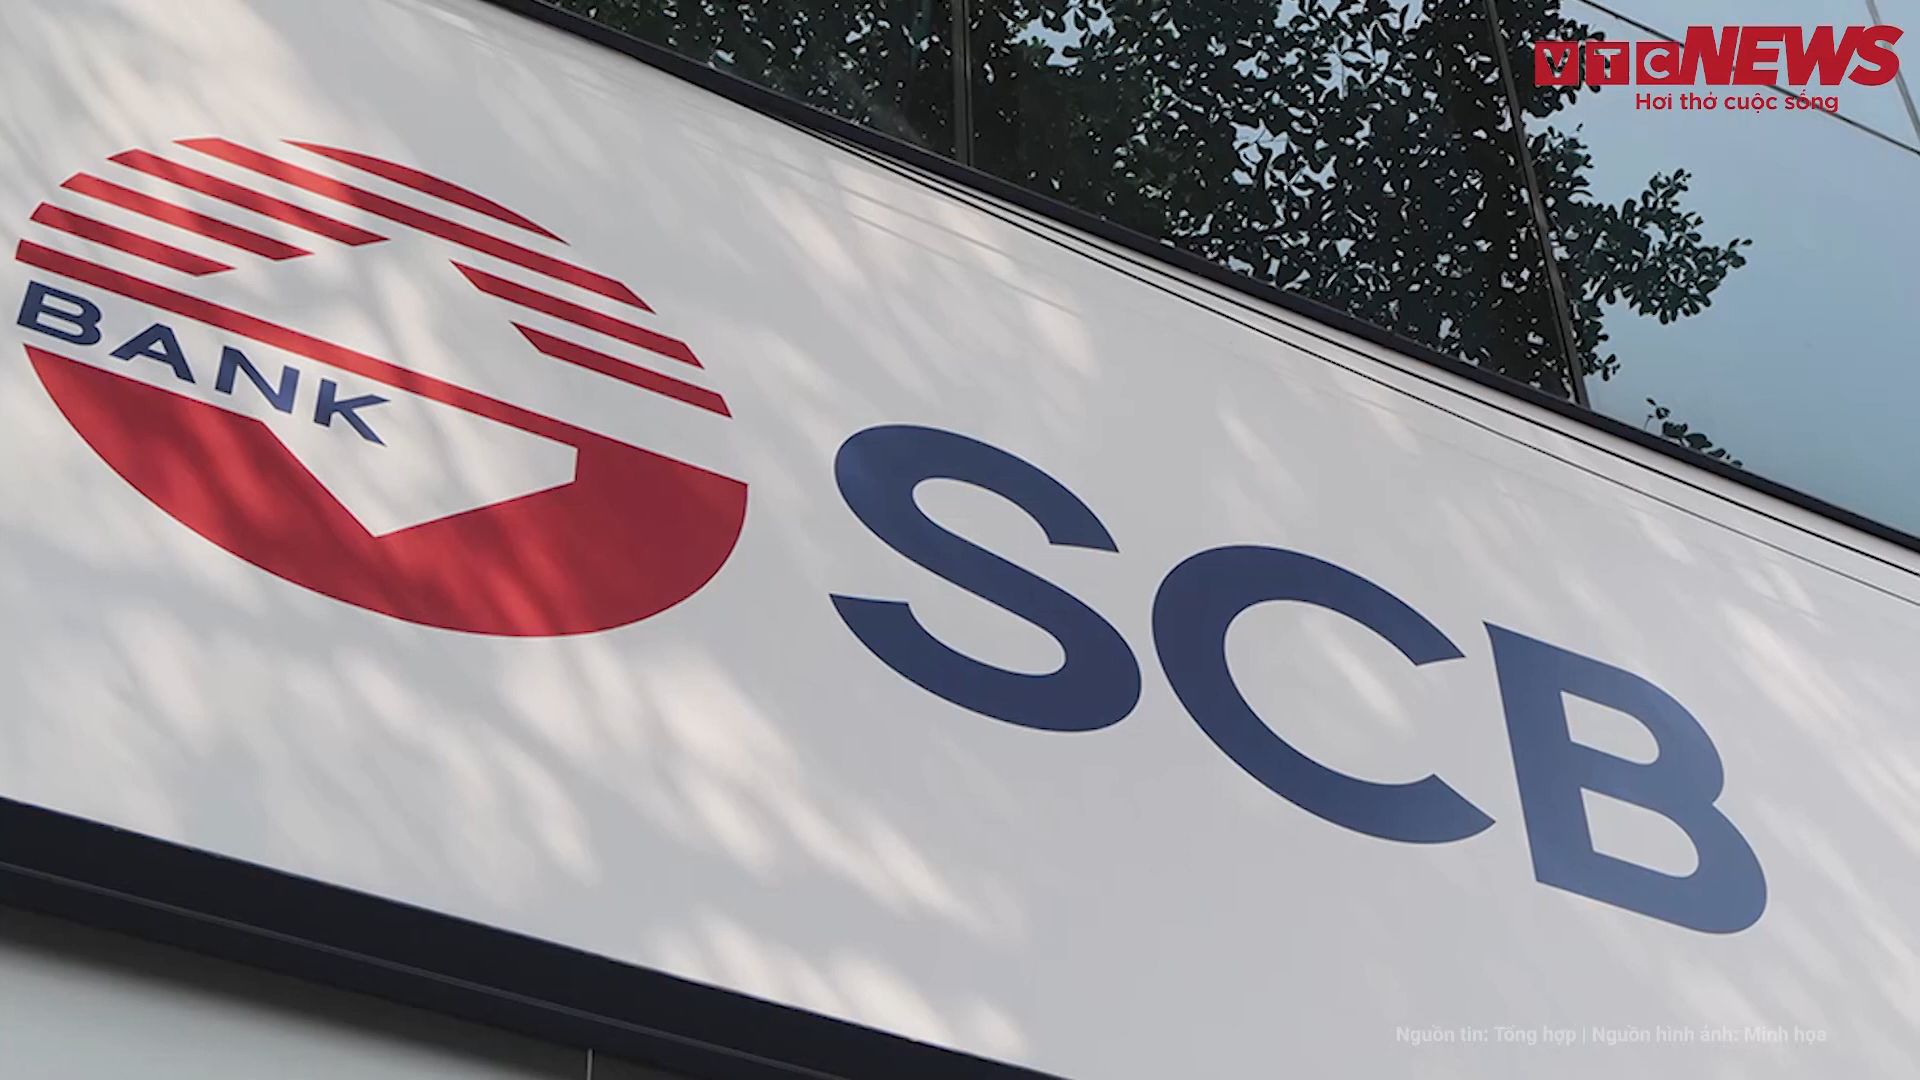 VTC NEWS
Hơi thở cuộc sống
BANK
SCB
Nguồn tin: Tổng hợp | Nguồn hình ảnh: Minh họa